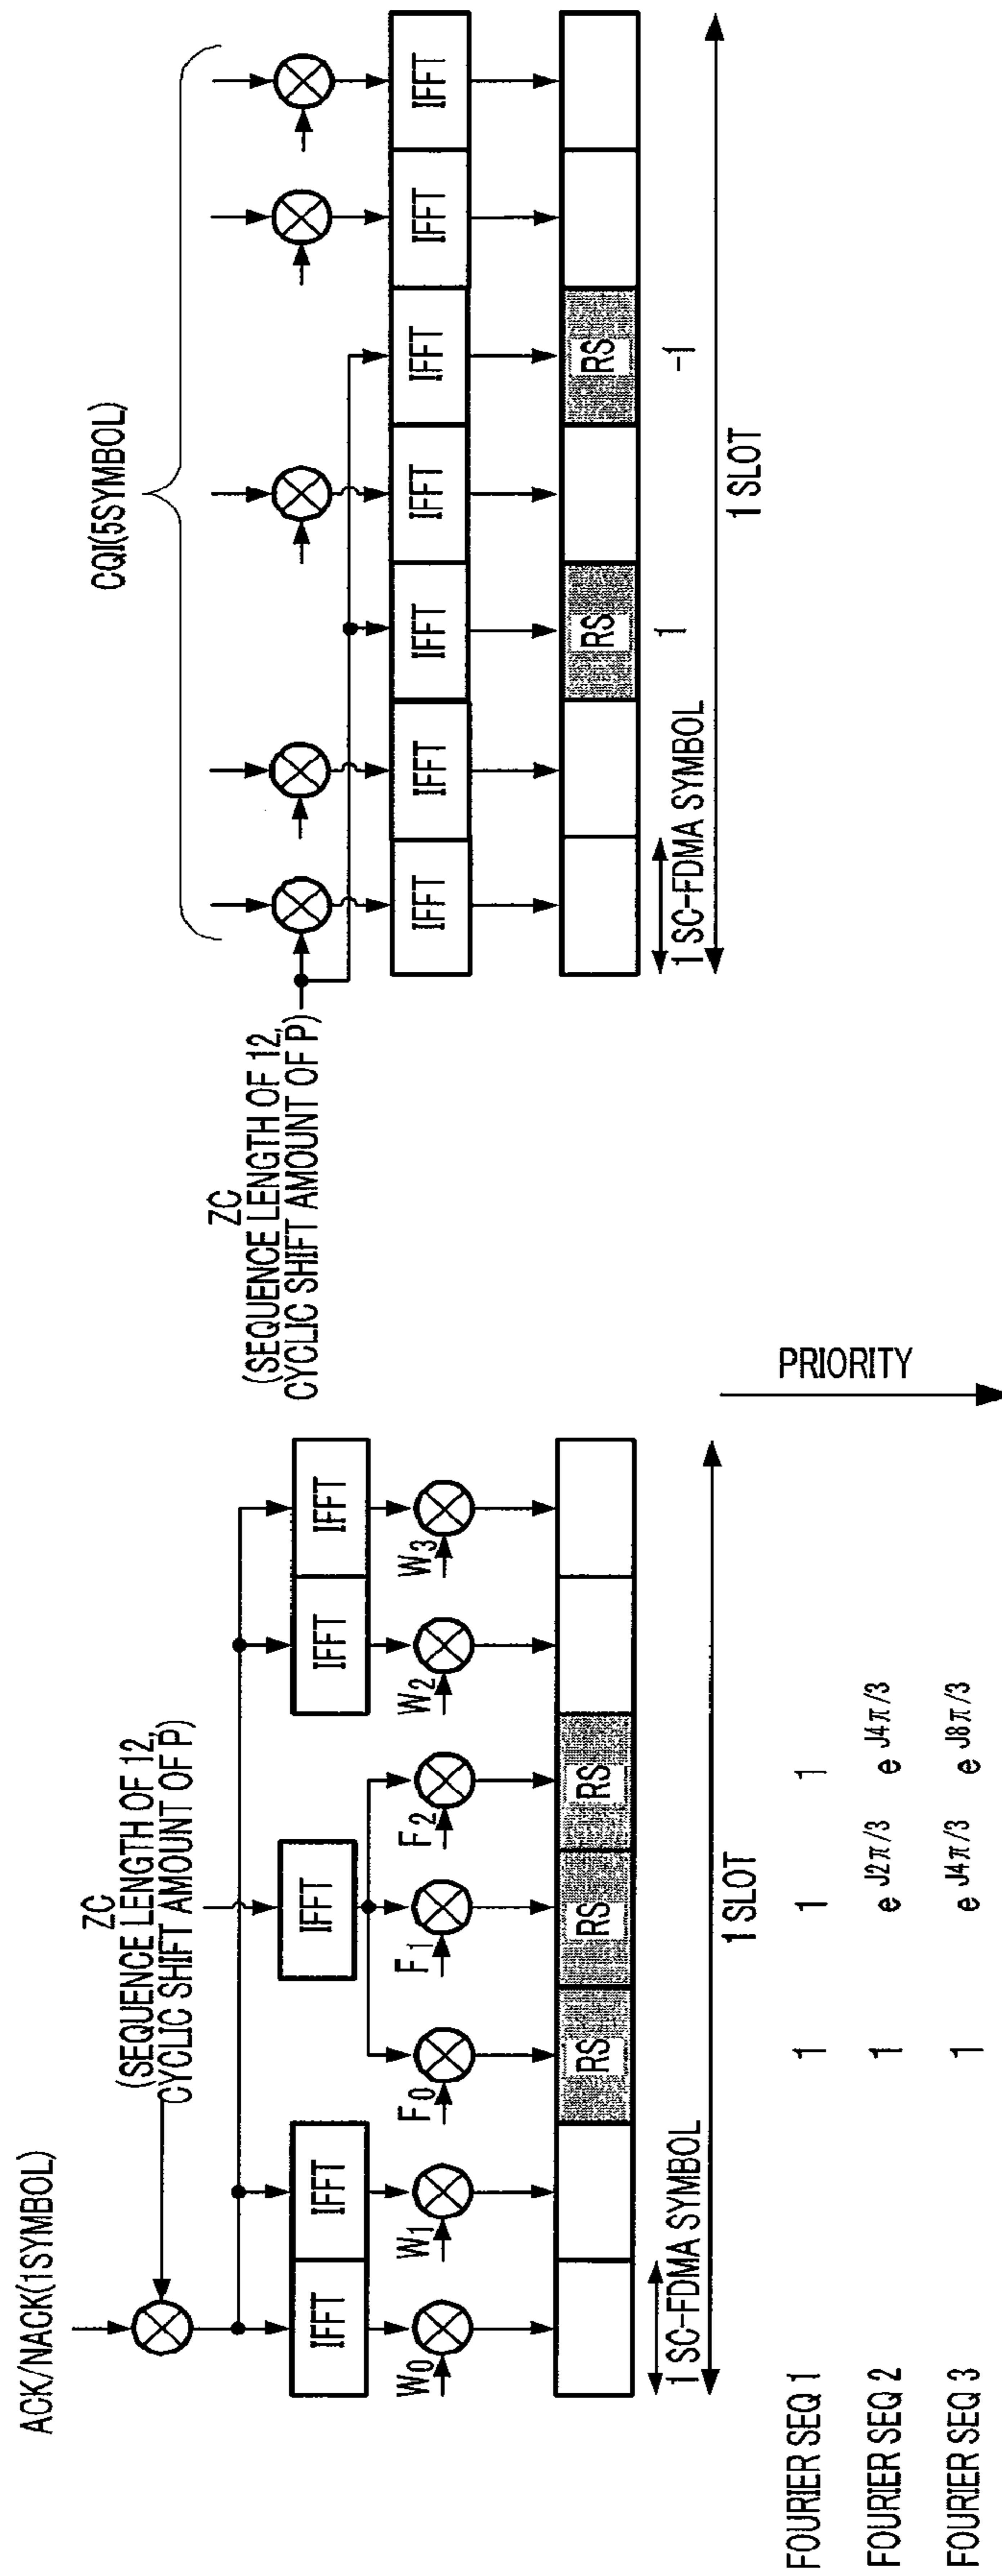 ACK/NACK(1SYMBOL)
ZC
(SEQUENCE LENGTH OF 12,
CYCLIC SHIFT AMOUNT OF P)
IFFT IFFT IFFT IFFT IFFT
W0 W1 F0 F1 F2 W2 W3
RS RS RS
1 SC-FDMA SYMBOL
1 SLOT
FOURIER SEQ 1 1 1 1
FOURIER SEQ 2 1 e^J2π/3 e^J4π/3
FOURIER SEQ 3 1 e^J4π/3 e^J8π/3
PRIORITY
CQI(5SYMBOL)
ZC
(SEQUENCE LENGTH OF 12,
CYCLIC SHIFT AMOUNT OF P)
IFFT IFFT IFFT IFFT IFFT IFFT IFFT
RS RS
1 -1
1 SC-FDMA SYMBOL
1 SLOT